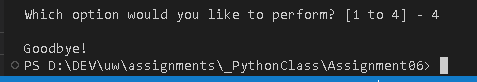 Which option would you like to perform? [1 to 4] - 4
Goodbye!
PS D:\DEV\uw\assignments\_PythonClass\Assignment06>